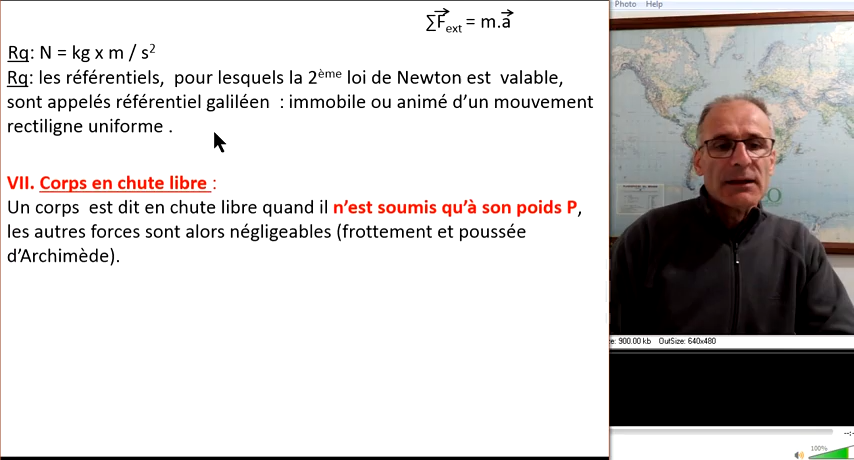 ∑F⃗ext = m.a⃗
Rq: N = kg x m / s²
Rq: les référentiels, pour lesquels la 2ème loi de Newton est valable,
sont appelés référentiel galiléen : immobile ou animé d’un mouvement
rectiligne uniforme .
VII. Corps en chute libre :
Un corps est dit en chute libre quand il n’est soumis qu’à son poids P,
les autres forces sont alors négligeables (frottement et poussée
d’Archimède).
Photo Help
e: 900.00 kb OutSize: 640x480
100%